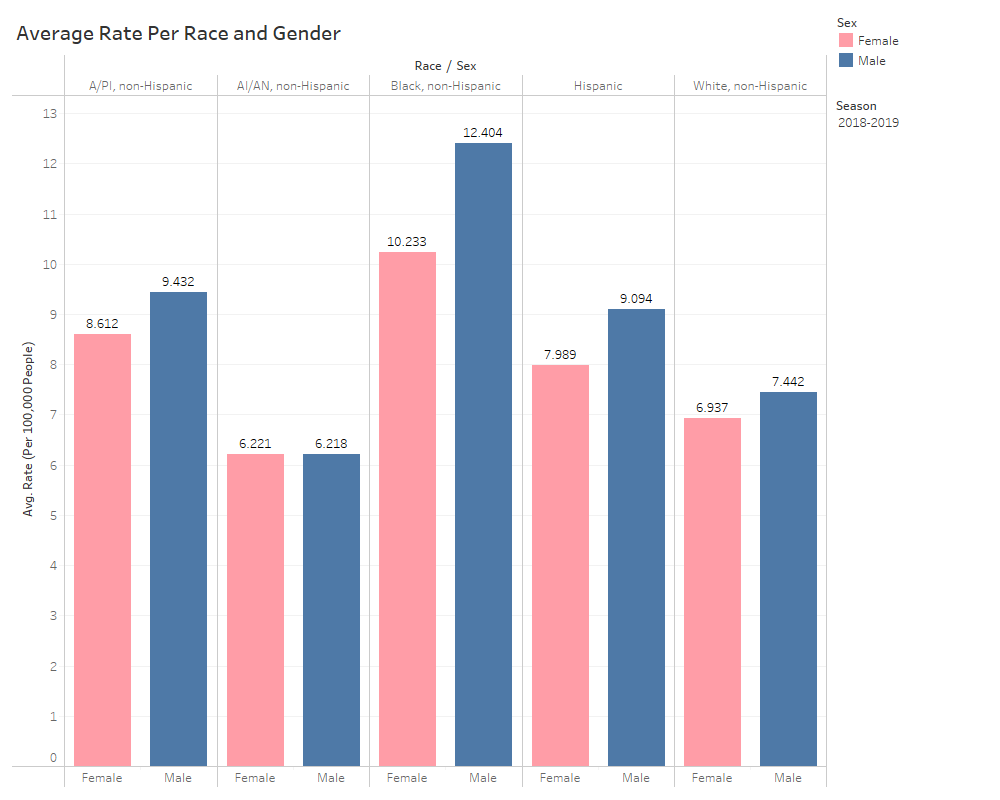 Average Rate Per Race and Gender
Race / Sex
A/PI, non-Hispanic AI/AN, non-Hispanic Black, non-Hispanic Hispanic White, non-Hispanic
Avg. Rate (Per 100,000 People)
13
12
11
10
9
8
7
6
5
4
3
2
1
0
8.612 9.432 6.221 6.218 10.233 12.404 7.989 9.094 6.937 7.442
Female Male Female Male Female Male Female Male Female Male
Sex
Female
Male
Season
2018-2019